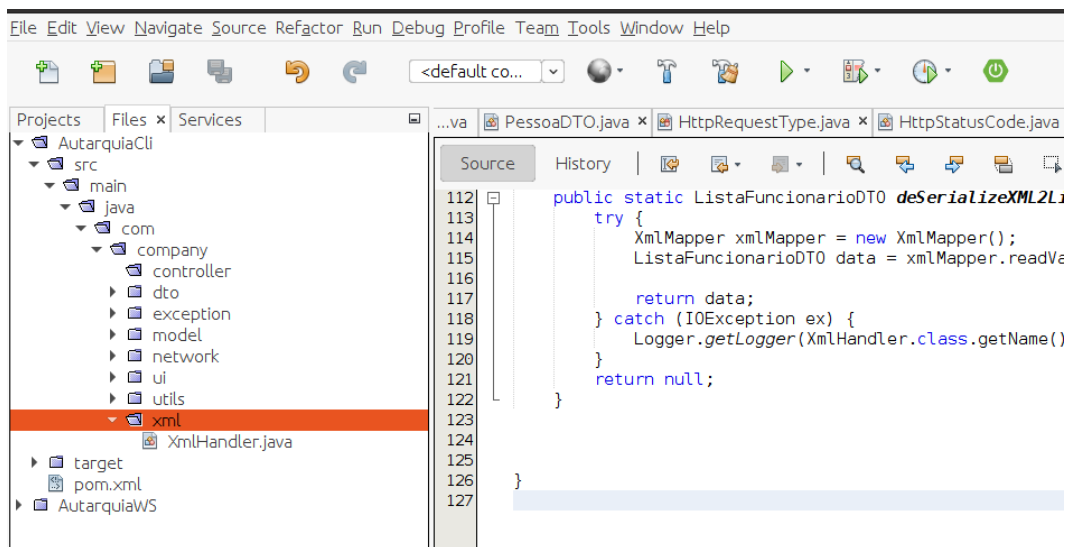 File Edit View Navigate Source Refactor Run Debug Profile Team Tools Window Help
<default co...
Projects Files × Services
...va PessoaDTO.java × HttpRequestType.java × HttpStatusCode.java
AutarquiaCli
src
main
java
com
company
controller
dto
exception
model
network
ui
utils
xml
XmlHandler.java
target
pom.xml
AutarquiaWS
Source History
112 public static ListaFuncionarioDTO deSerializeXML2Li
113 try {
114 XmlMapper xmlMapper = new XmlMapper();
115 ListaFuncionarioDTO data = xmlMapper.readVa
116
117 return data;
118 } catch (IOException ex) {
119 Logger.getLogger(XmlHandler.class.getName()
120 }
121 return null;
122 }
123
124
125
126 }
127